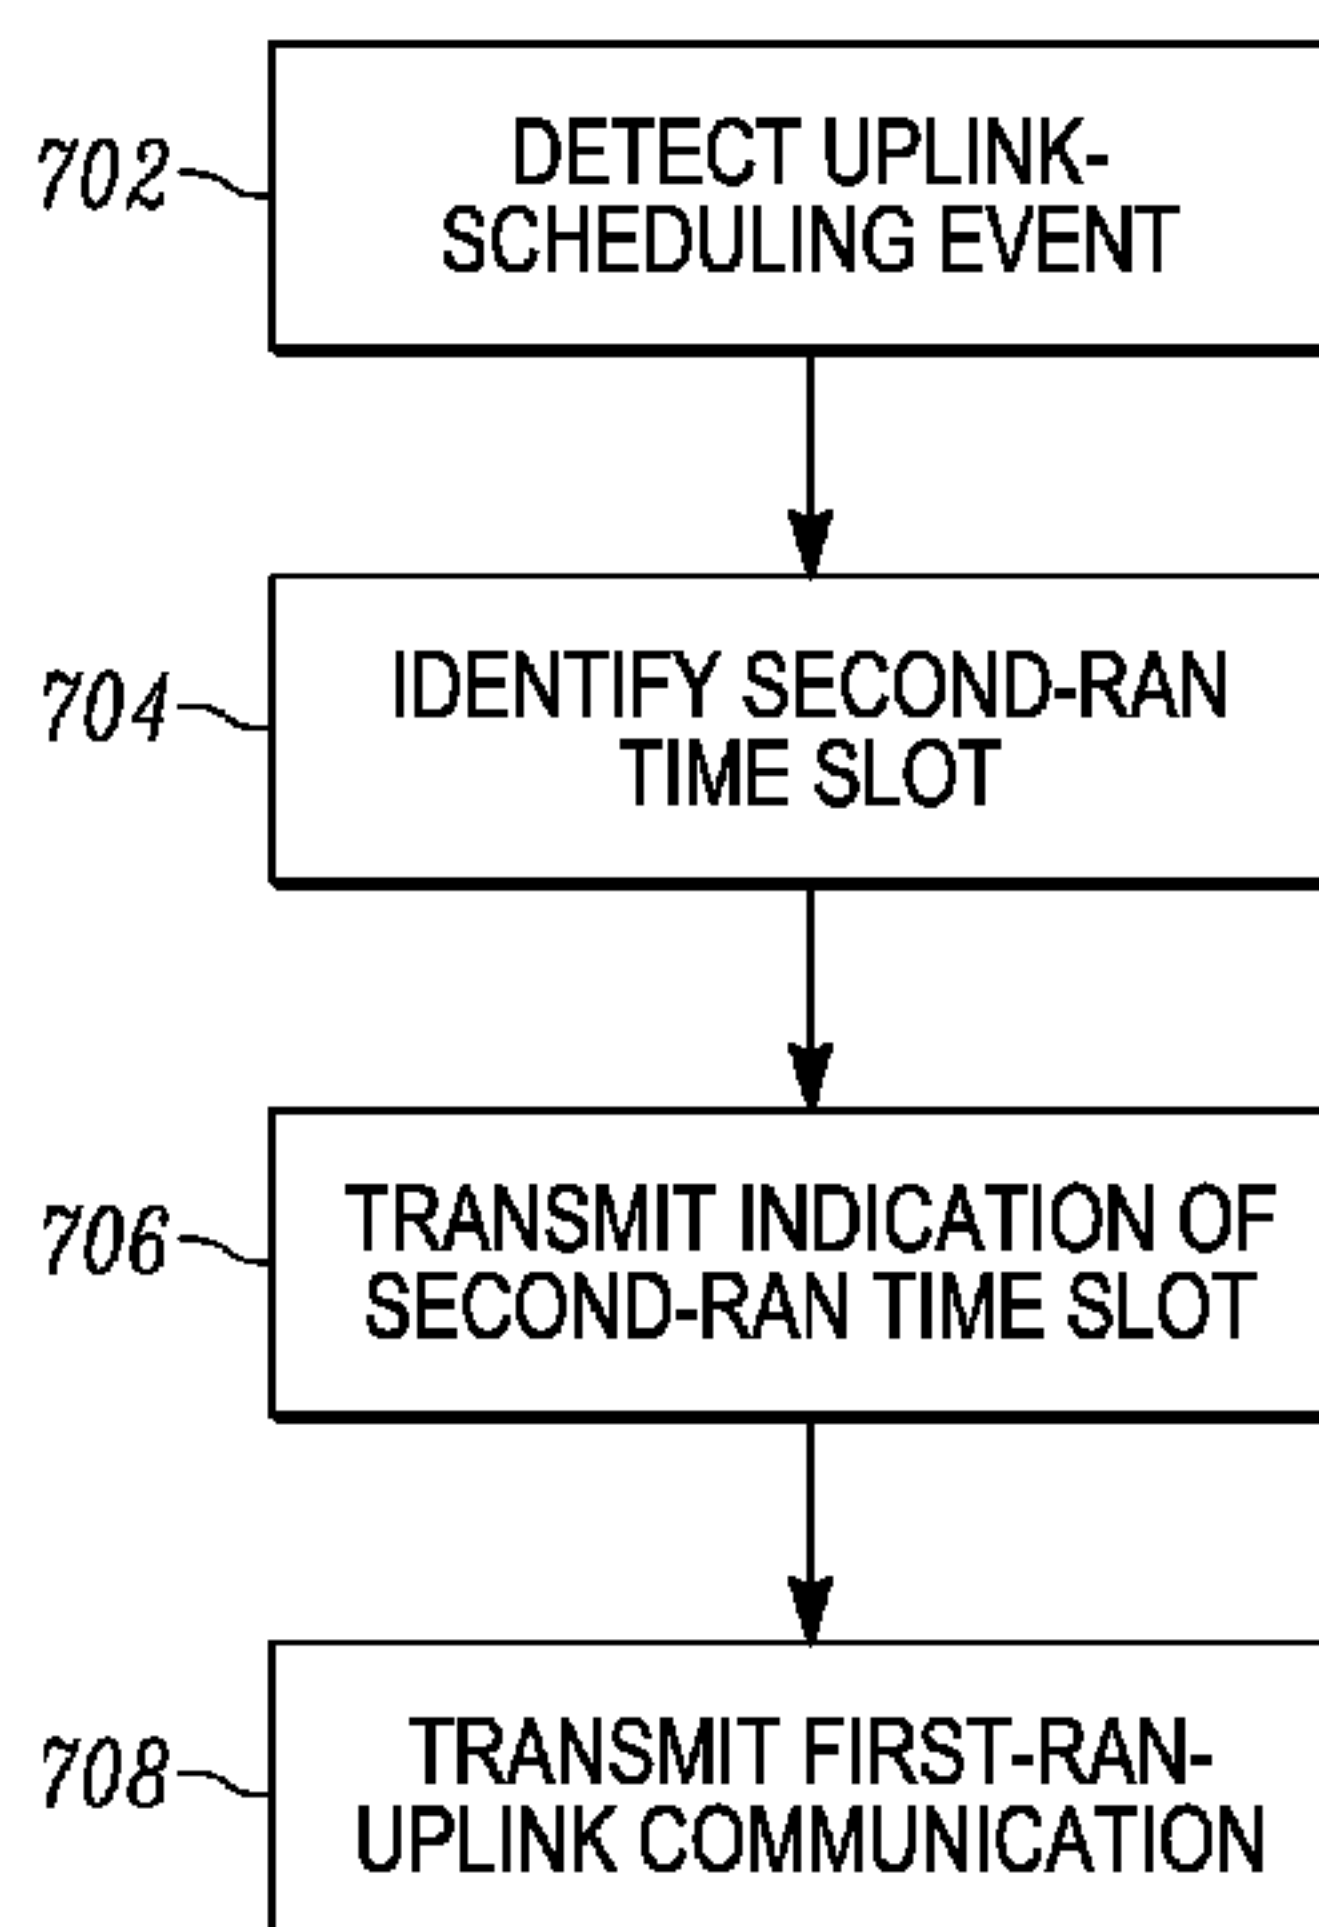 702
DETECT UPLINK-
SCHEDULING EVENT
704
IDENTIFY SECOND-RAN
TIME SLOT
706
TRANSMIT INDICATION OF
SECOND-RAN TIME SLOT
708
TRANSMIT FIRST-RAN-
UPLINK COMMUNICATION